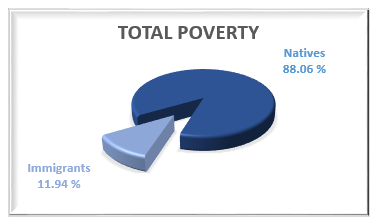 TOTAL POVERTY
Natives
88.06 %
Immigrants
11.94 %